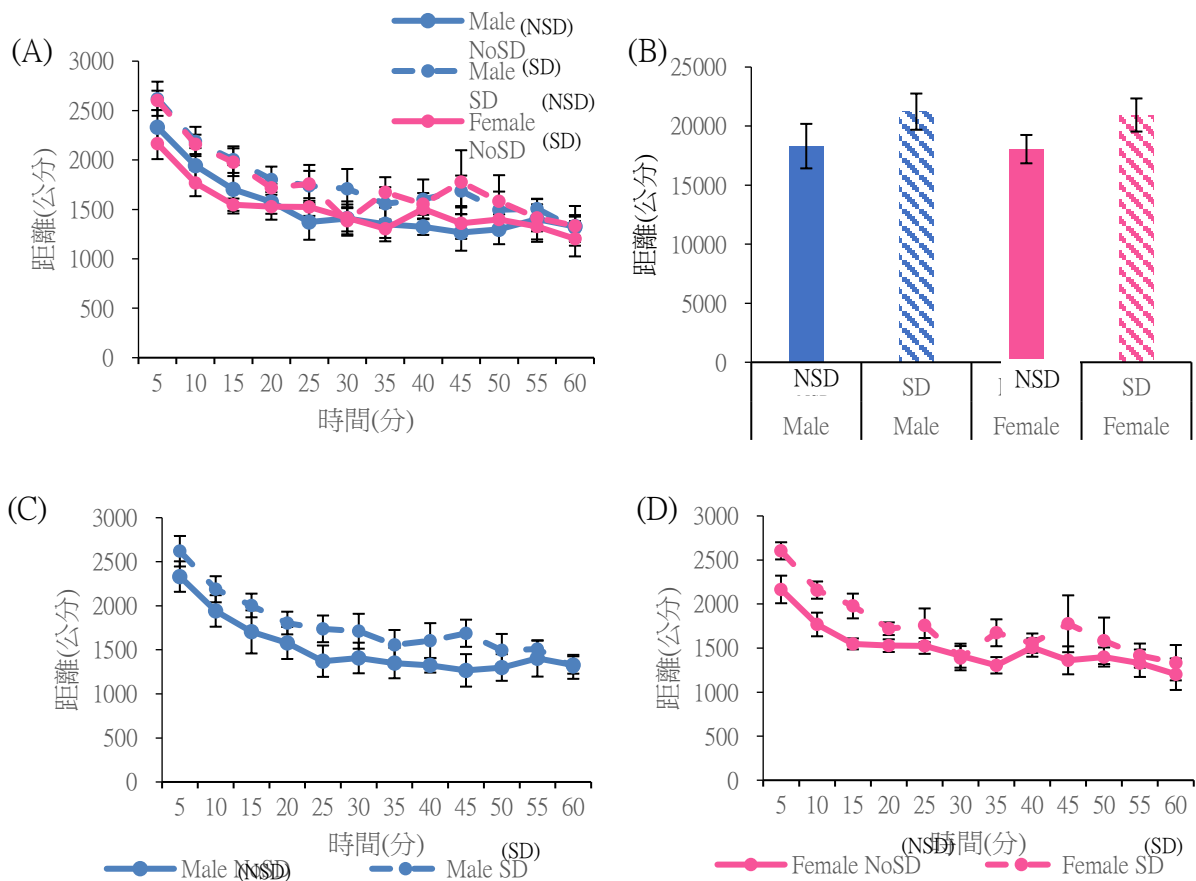 (A)
Male (NSD)
NoSD
Male (SD)
SD (NSD)
Female (SD)
NoSD
3000
2500
2000
1500
1000
500
0
距離(公分)
5 10 15 20 25 30 35 40 45 50 55 60
時間(分)
(B)
25000
20000
15000
10000
5000
0
距離(公分)
NSD SD NSD SD
Male Male Female Female
(C)
3000
2500
2000
1500
1000
500
0
距離(公分)
5 10 15 20 25 30 35 40 45 50 55 60
時間(分)
Male NoSD (NSD) Male SD (SD)
(D)
3000
2500
2000
1500
1000
500
0
距離(公分)
5 10 15 20 25 30 35 40 45 50 55 60
時間(分)
Female NoSD (NSD) Female SD (SD)